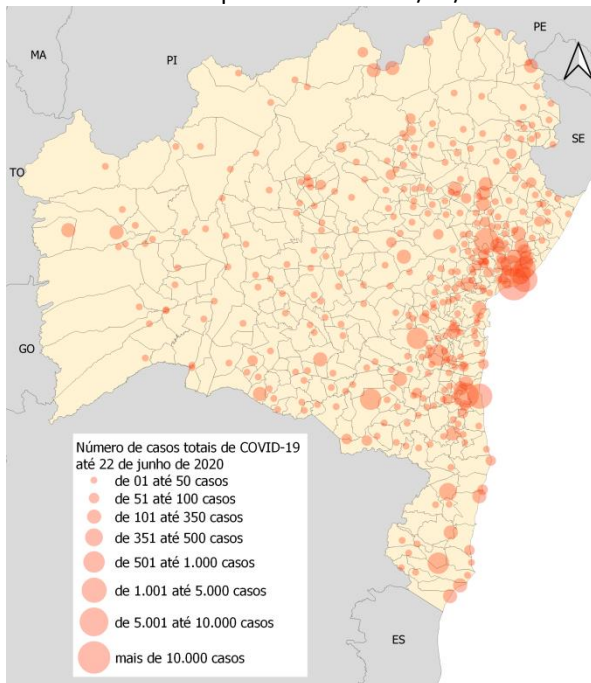 MA
PI
PE
SE
TO
GO
Número de casos totais de COVID-19
até 22 de junho de 2020
de 01 até 50 casos
de 51 até 100 casos
de 101 até 350 casos
de 351 até 500 casos
de 501 até 1.000 casos
de 1.001 até 5.000 casos
de 5.001 até 10.000 casos
mais de 10.000 casos
ES